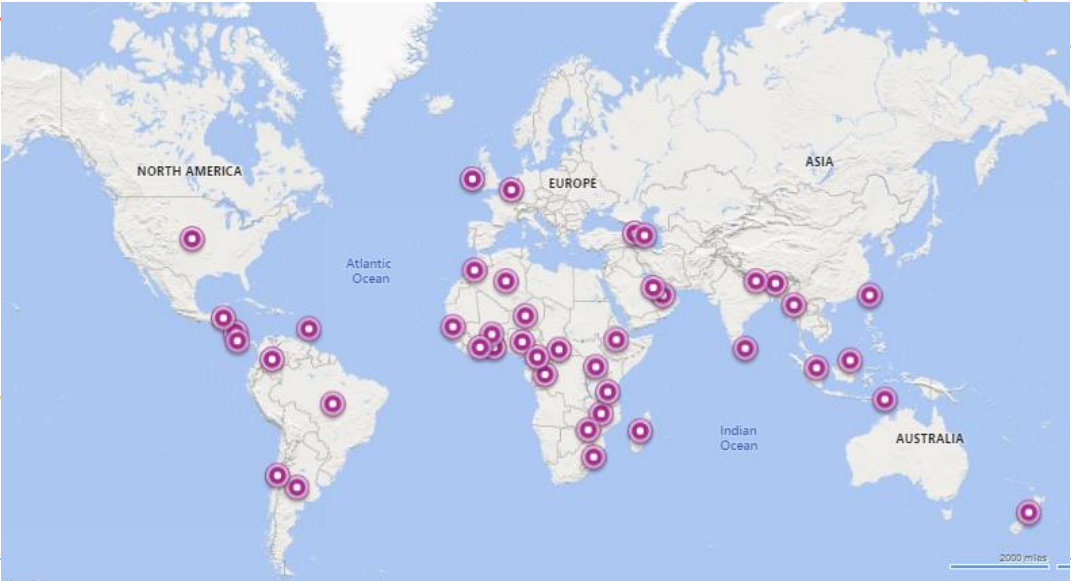 NORTH AMERICA
ASIA
EUROPE
Atlantic
Ocean
Indian
Ocean
AUSTRALIA
2000 miles